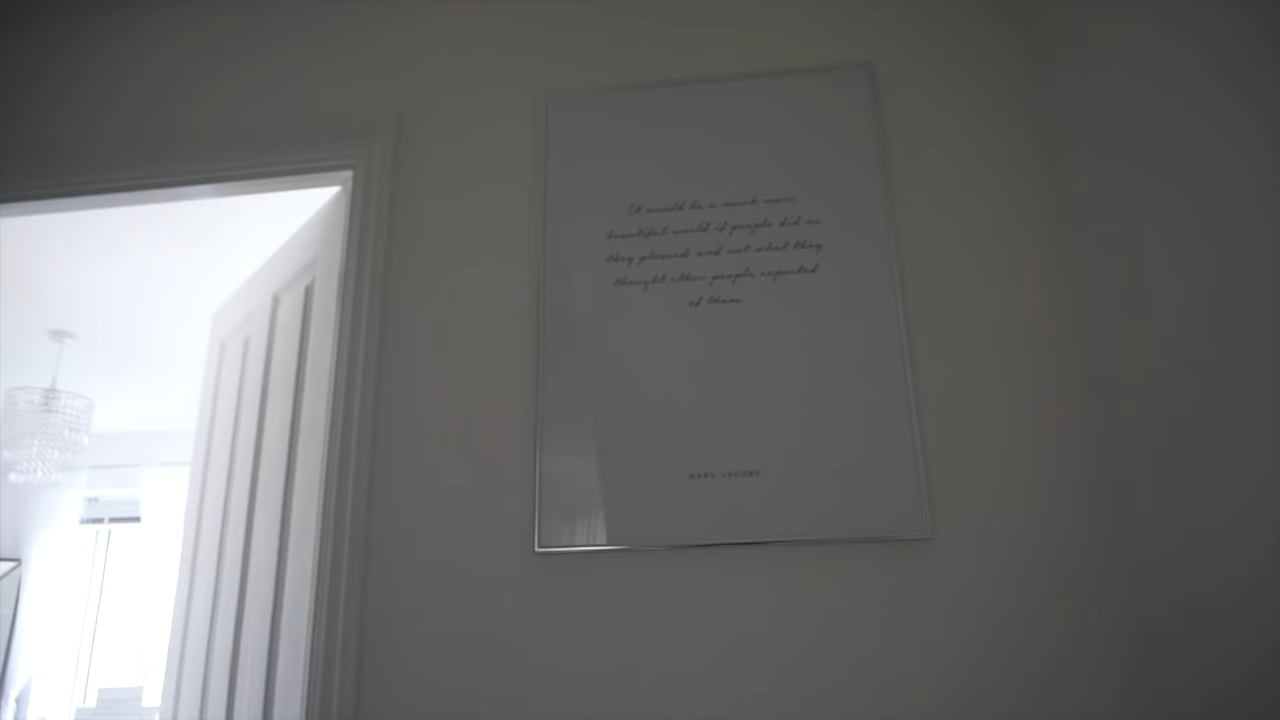 It would be a much more
beautiful world if people did as
they pleased and not what they
thought other people expected
of them
MARC JACOBS